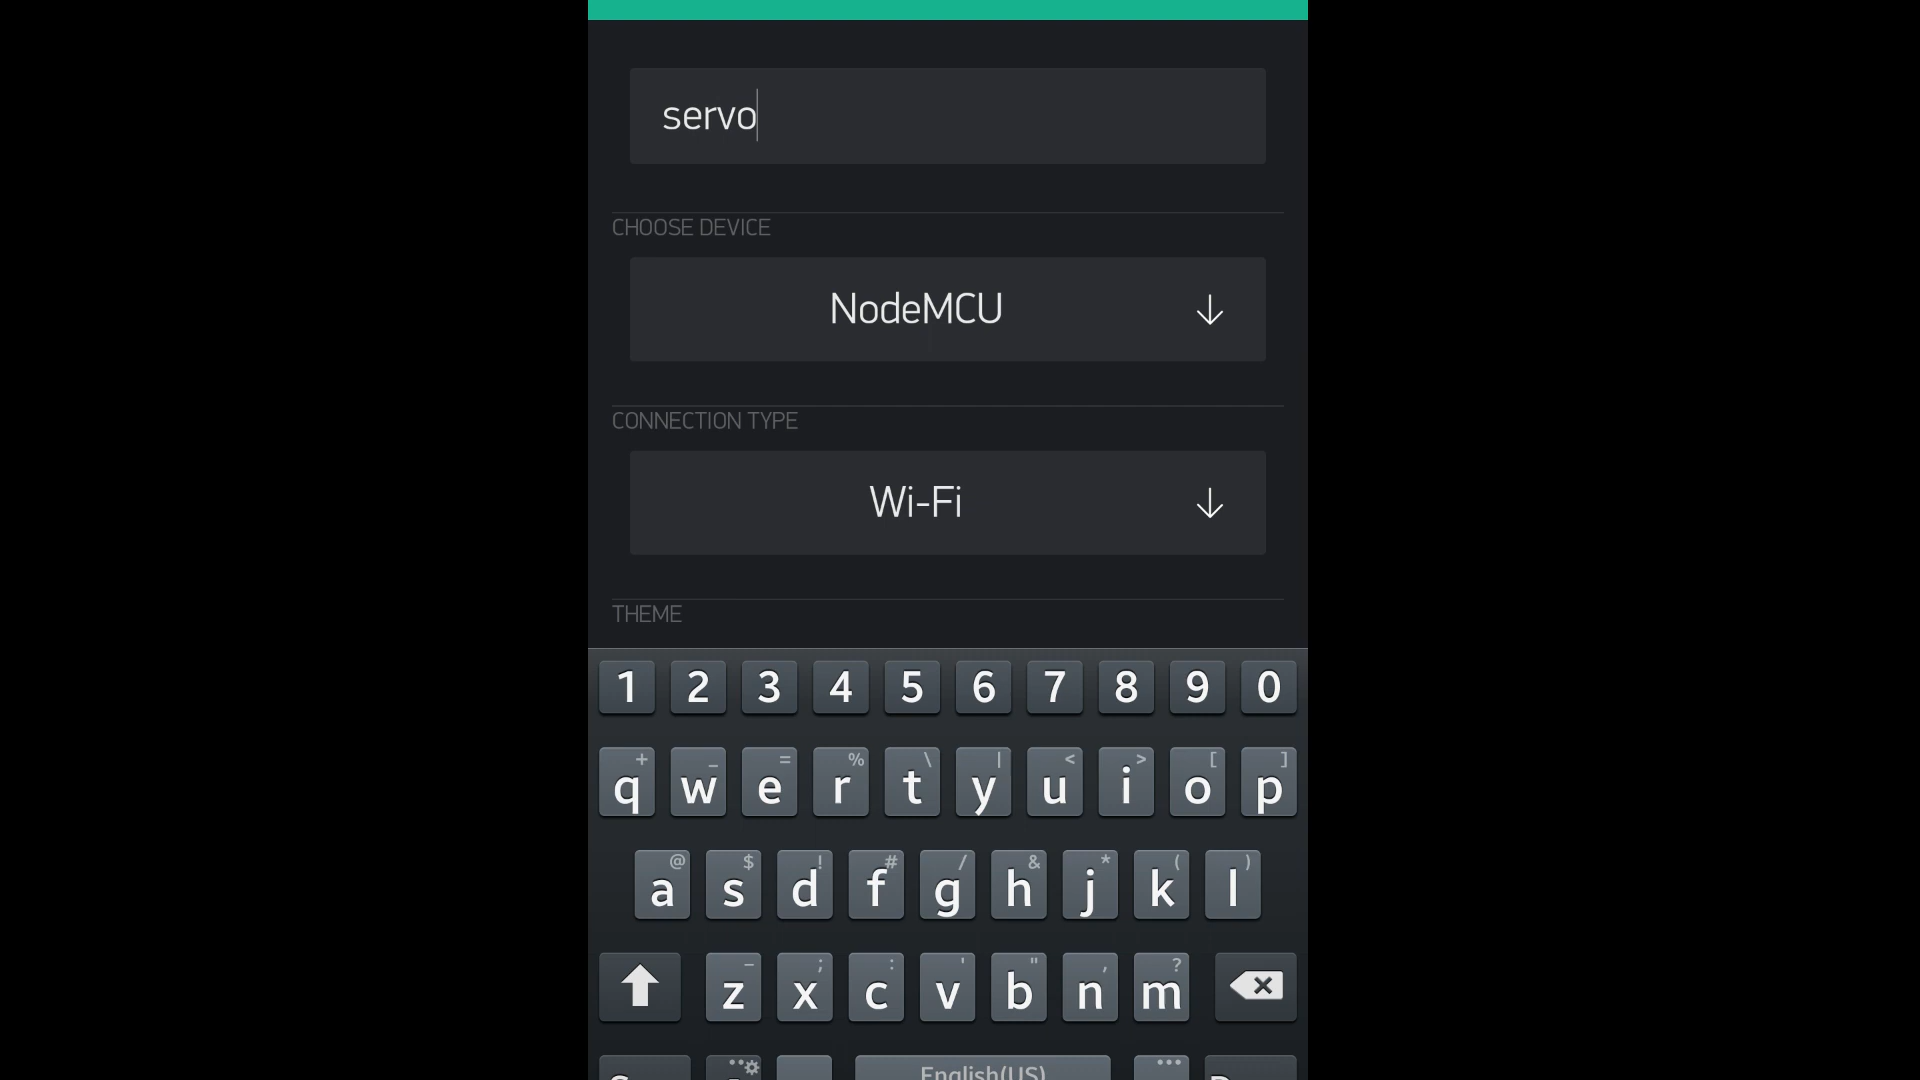 servo
CHOOSE DEVICE
NodeMCU
CONNECTION TYPE
Wi-Fi
THEME
1 2 3 4 5 6 7 8 9 0
+ _ = % \ | < > [ ]
q w e r t y u i o p
@ $ ! # / & * ( )
a s d f g h j k l
- ; : ' " , ?
z x c v b n m
English(US)